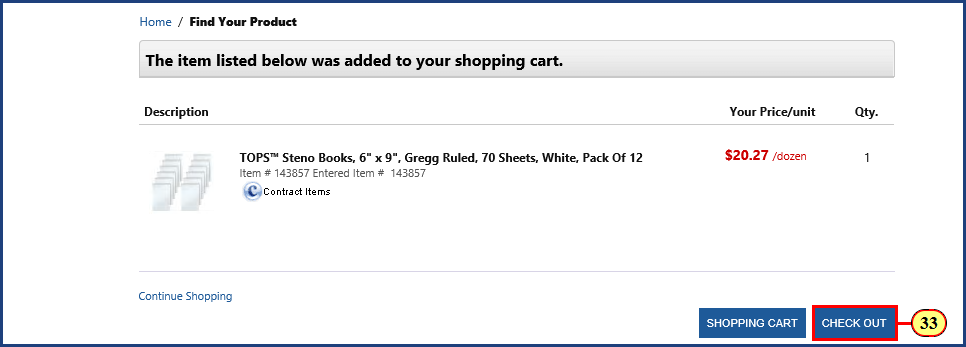 Home / Find Your Product
The item listed below was added to your shopping cart.
Description Your Price/unit Qty.
TOPS™ Steno Books, 6" x 9", Gregg Ruled, 70 Sheets, White, Pack Of 12 $20.27 /dozen 1
Item # 143857 Entered Item # 143857
C Contract Items
Continue Shopping
SHOPPING CART CHECK OUT 33